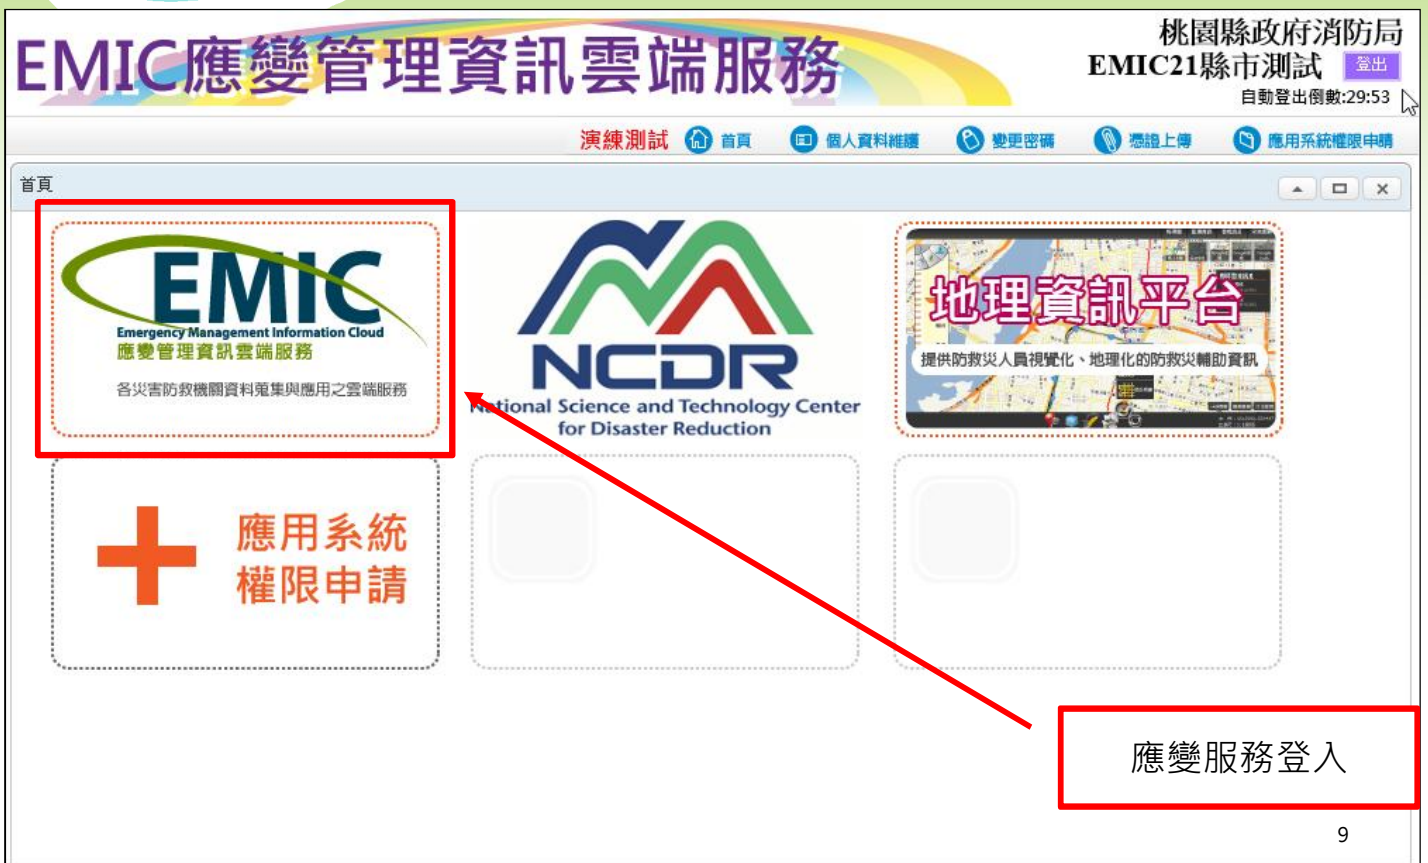 EMIC應變管理資訊雲端服務
桃園縣政府消防局
EMIC21縣市測試 登出
自動登出倒數:29:53
演練測試 首頁 個人資料維護 變更密碼 憑證上傳 應用系統權限申請
首頁
EMIC
Emergency Management Information Cloud
應變管理資訊雲端服務
各災害防救機關資料蒐集與應用之雲端服務
NCDR
National Science and Technology Center
for Disaster Reduction
地理資訊平台
提供防救災人員視覺化、地理化的防救災輔助資訊
應用系統
權限申請
應變服務登入
9